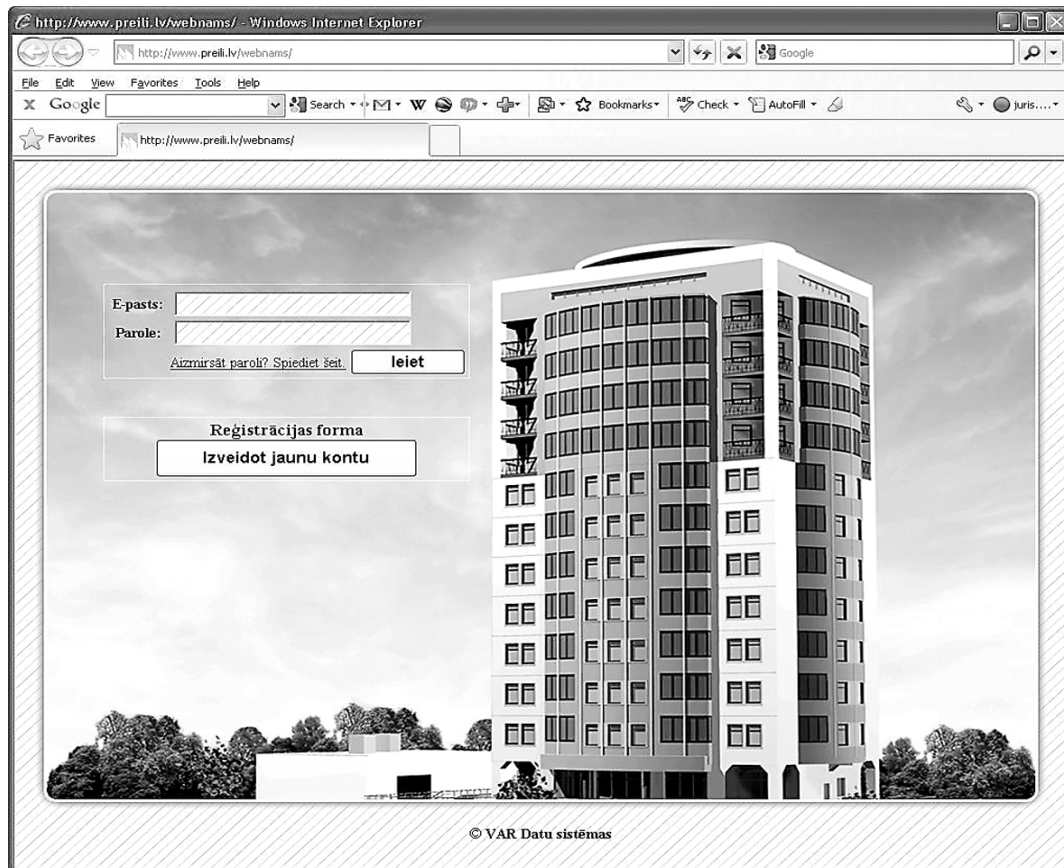 http://www.preili.lv/webnams/ - Windows Internet Explorer
http://www.preili.lv/webnams/
Google
File Edit View Favorites Tools Help
X Google Search Bookmarks Check AutoFill juris....
Favorites http://www.preili.lv/webnams/
E-pasts:
Parole:
Aizmirsāt paroli? Spiediet šeit. Ieiet
Reģistrācijas forma
Izveidot jaunu kontu
© VAR Datu sistēmas